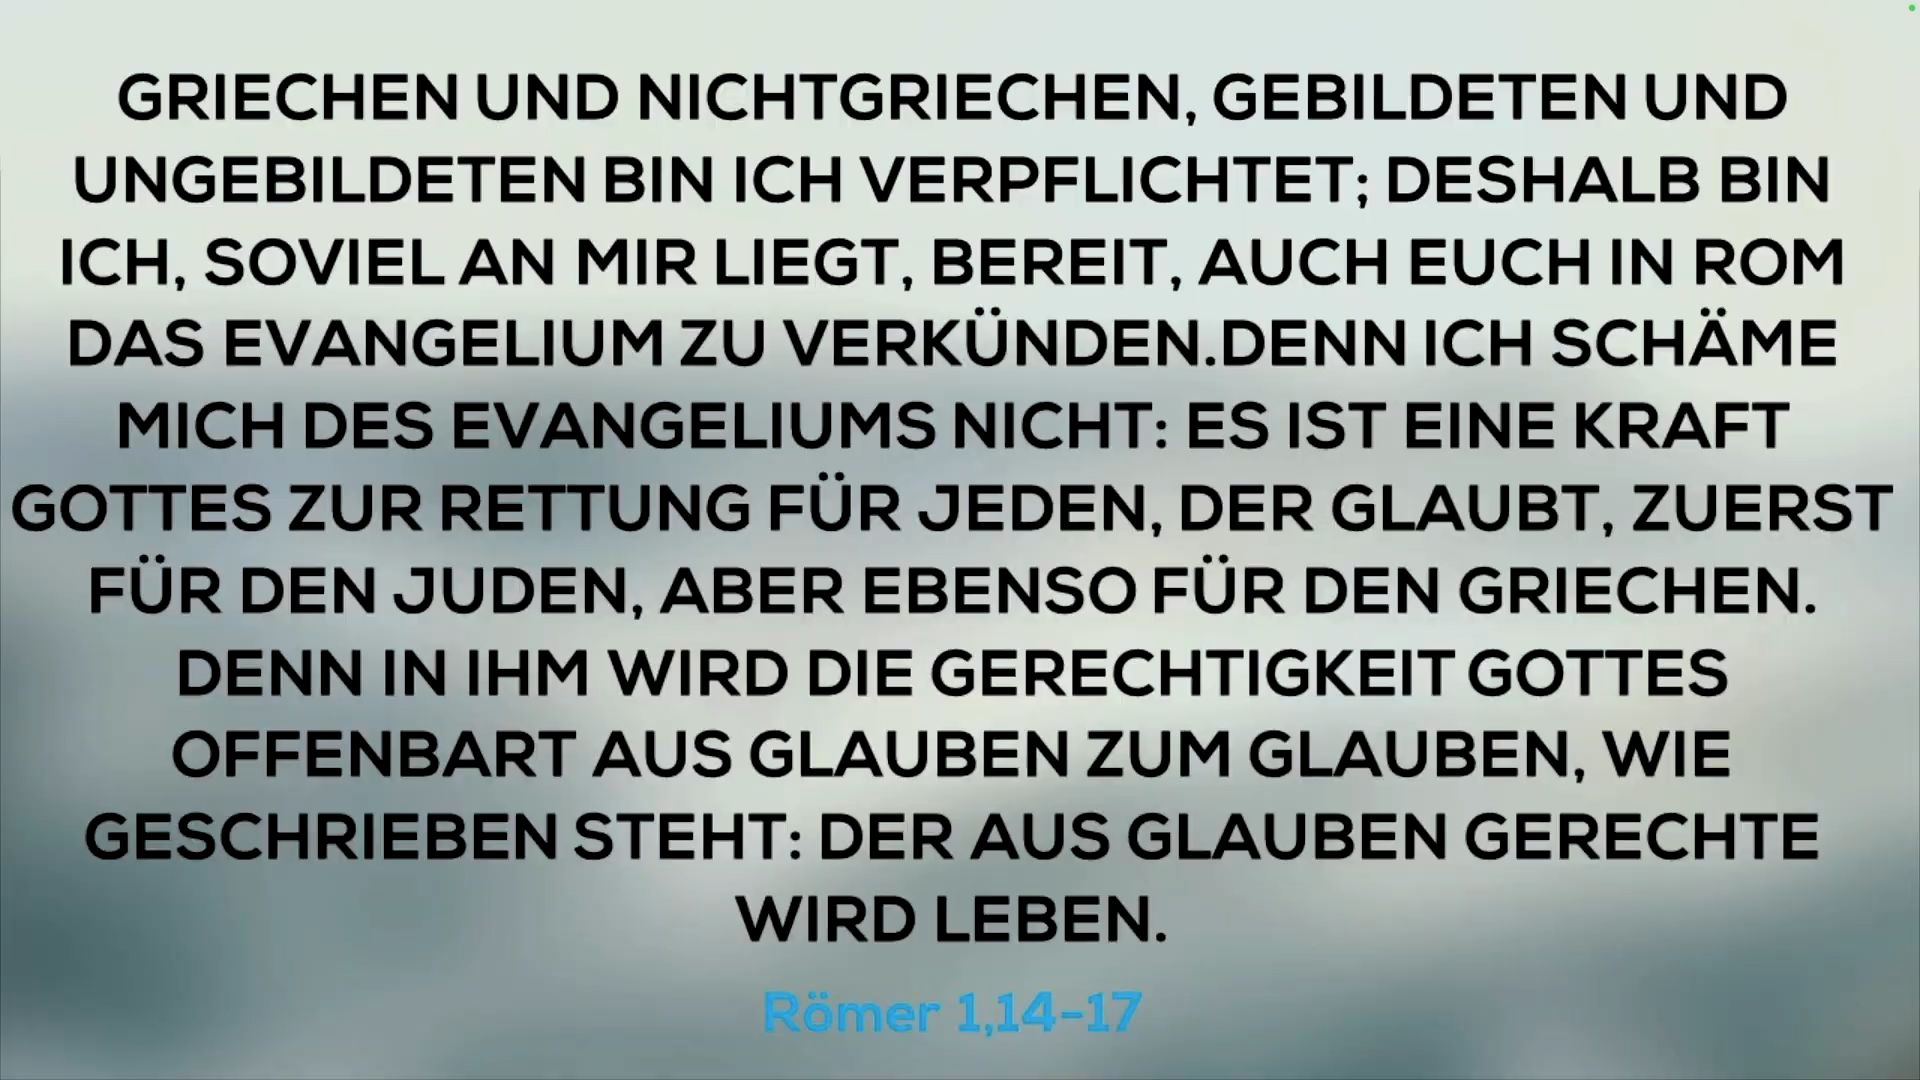 GRIECHEN UND NICHTGRIECHEN, GEBILDETEN UND
UNGEBILDETEN BIN ICH VERPFLICHTET; DESHALB BIN
ICH, SOVIEL AN MIR LIEGT, BEREIT, AUCH EUCH IN ROM
DAS EVANGELIUM ZU VERKÜNDEN.DENN ICH SCHÄME
MICH DES EVANGELIUMS NICHT: ES IST EINE KRAFT
GOTTES ZUR RETTUNG FÜR JEDEN, DER GLAUBT, ZUERST
FÜR DEN JUDEN, ABER EBENSO FÜR DEN GRIECHEN.
DENN IN IHM WIRD DIE GERECHTIGKEIT GOTTES
OFFENBART AUS GLAUBEN ZUM GLAUBEN, WIE
GESCHRIEBEN STEHT: DER AUS GLAUBEN GERECHTE
WIRD LEBEN.
Römer 1,14-17